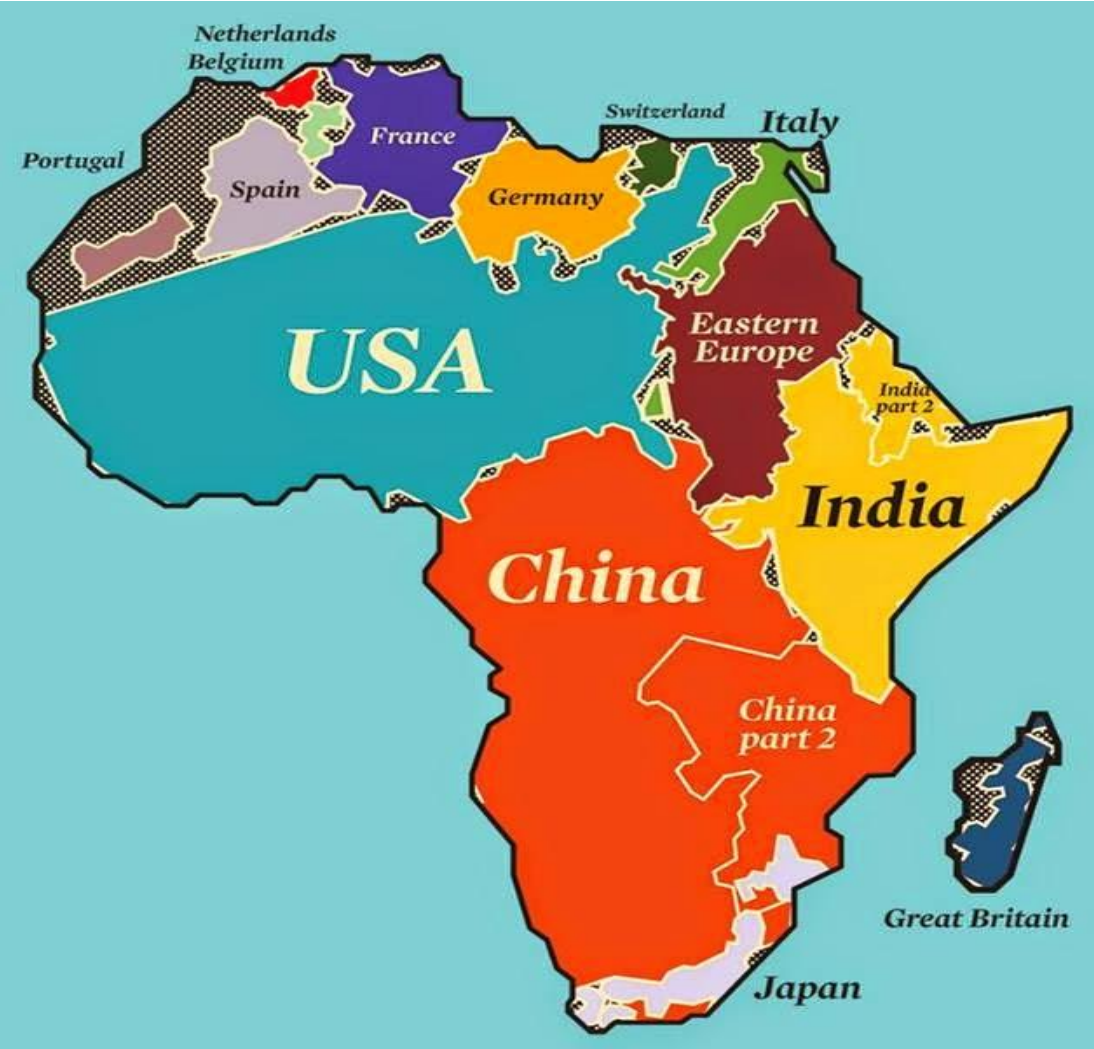 Netherlands
Belgium
Switzerland
Italy
France
Portugal
Spain
Germany
Eastern
Europe
USA
India
part 2
India
China
China
part 2
Great Britain
Japan